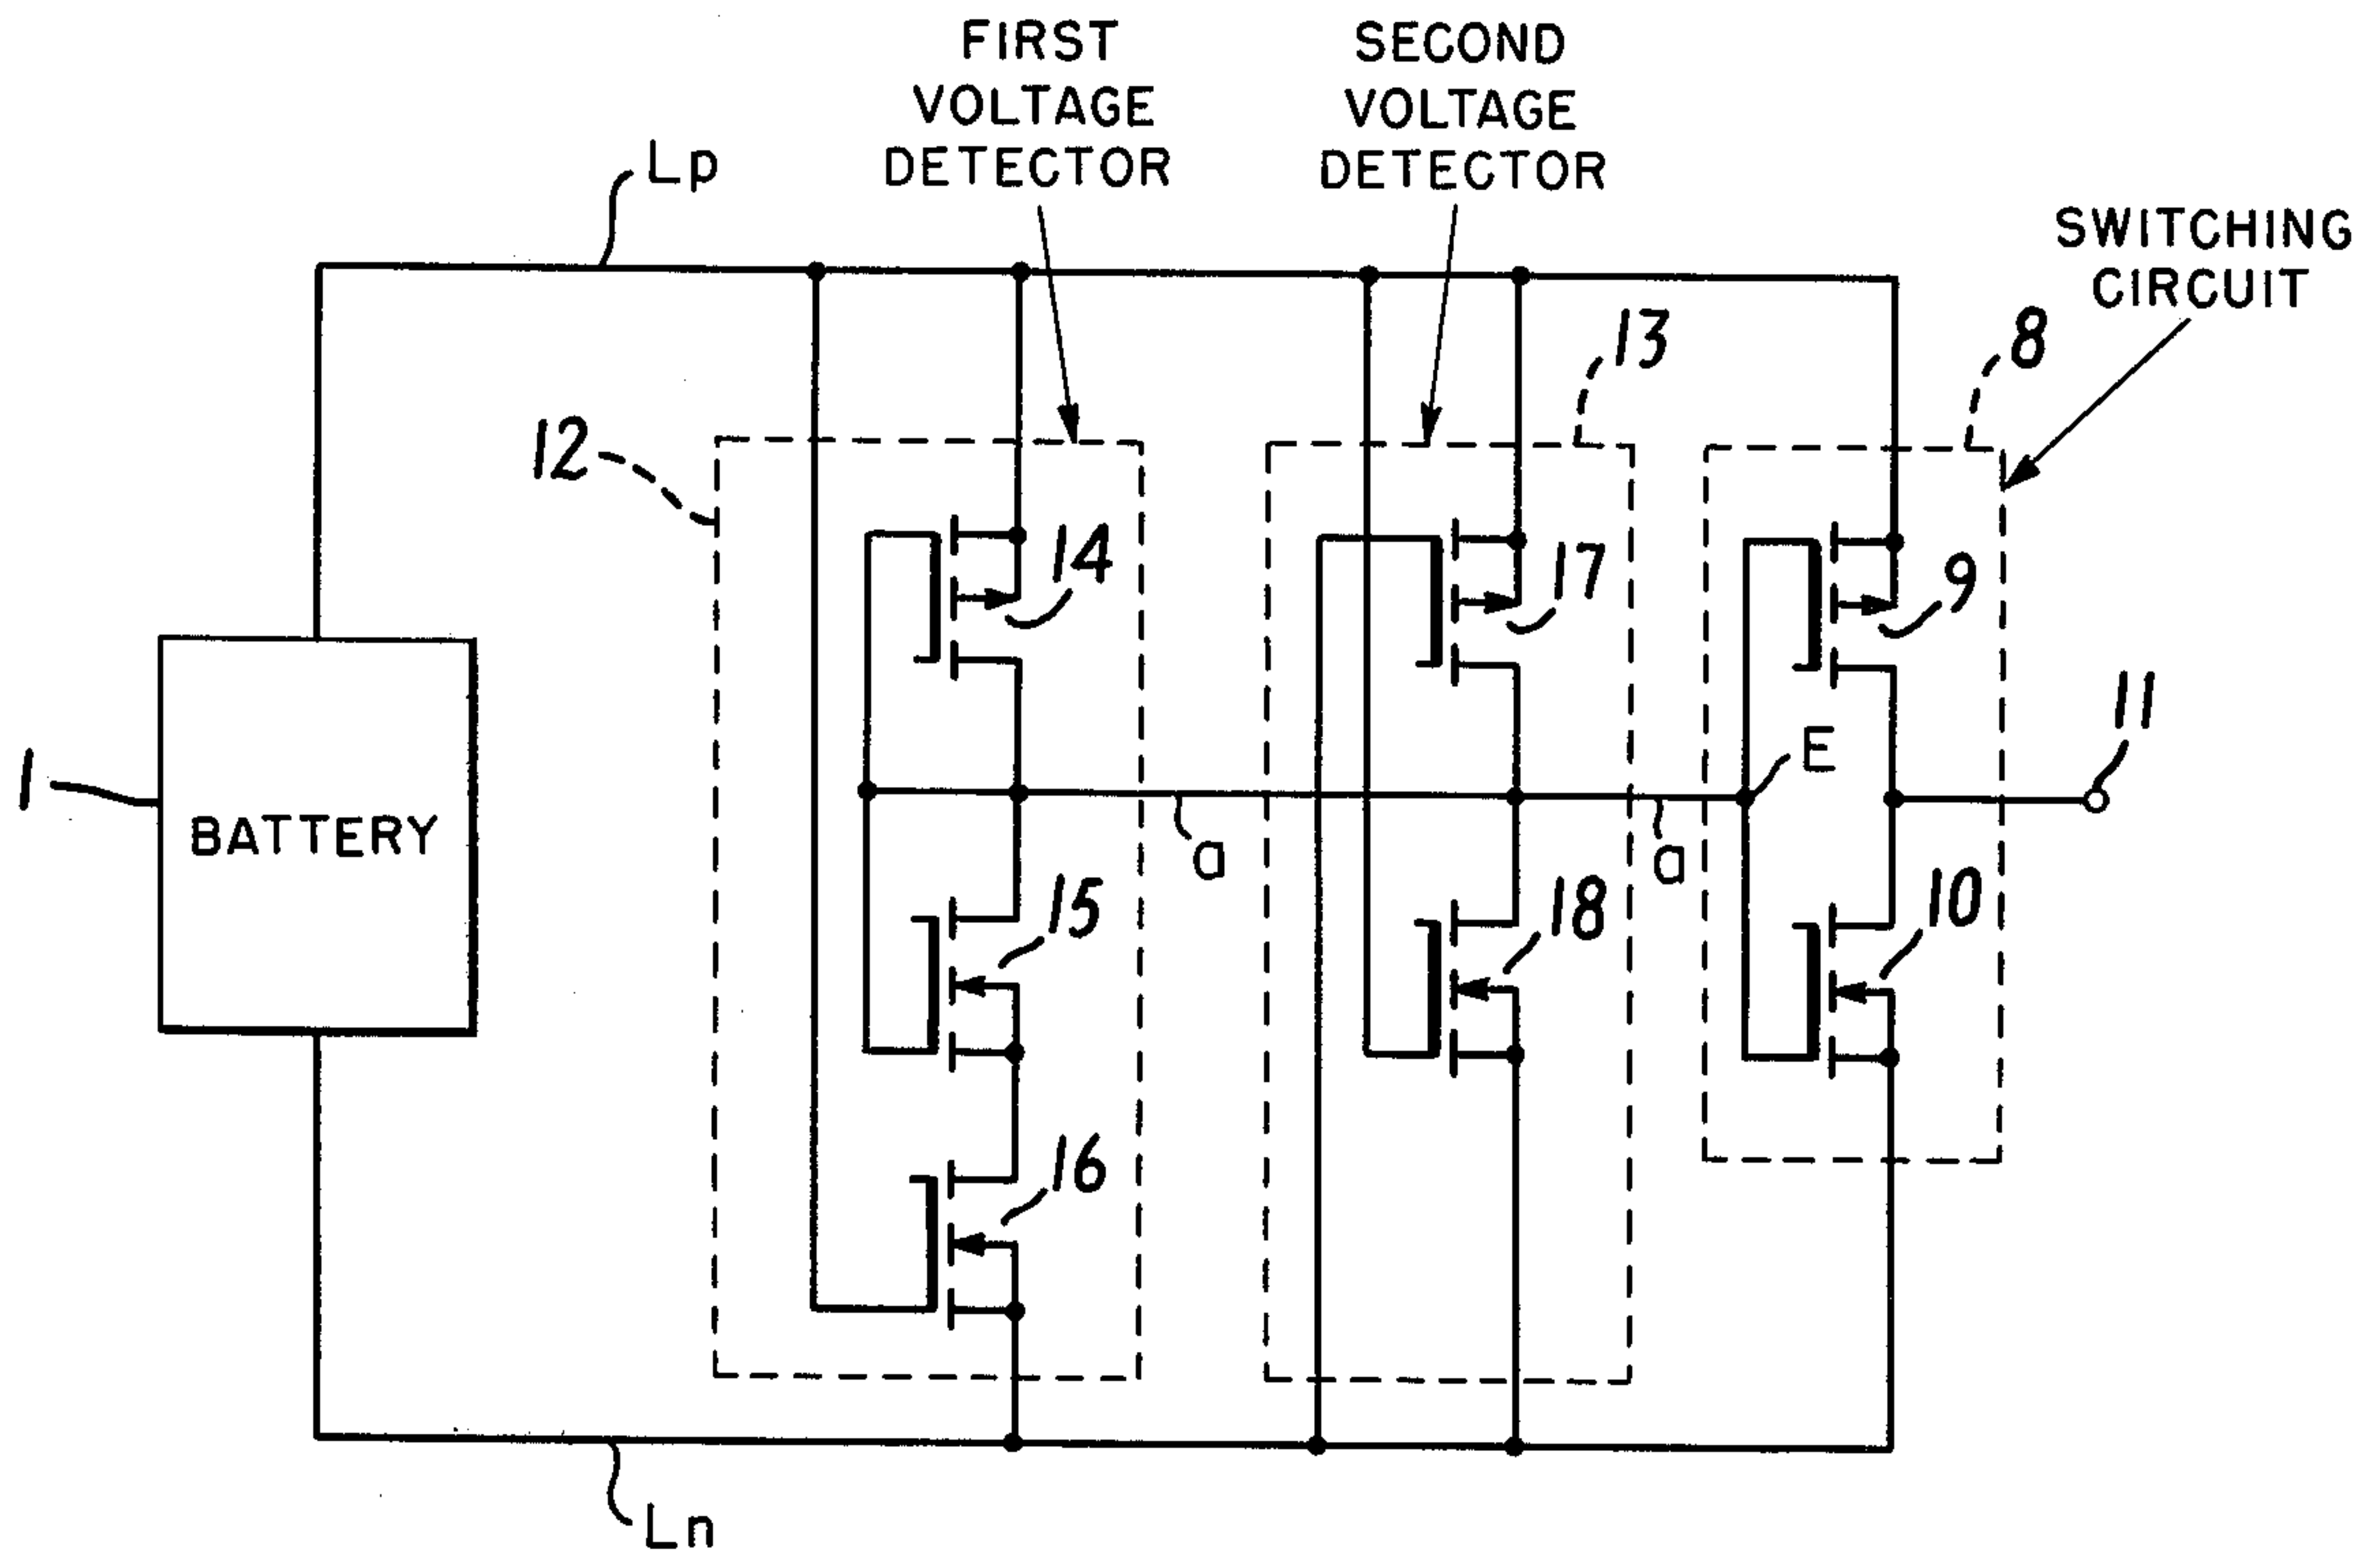 FIRST
VOLTAGE
DETECTOR
SECOND
VOLTAGE
DETECTOR
SWITCHING
CIRCUIT
Lp
13
8
12
14
17
9
11
E
1
BATTERY
a
a
15
18
10
16
Ln